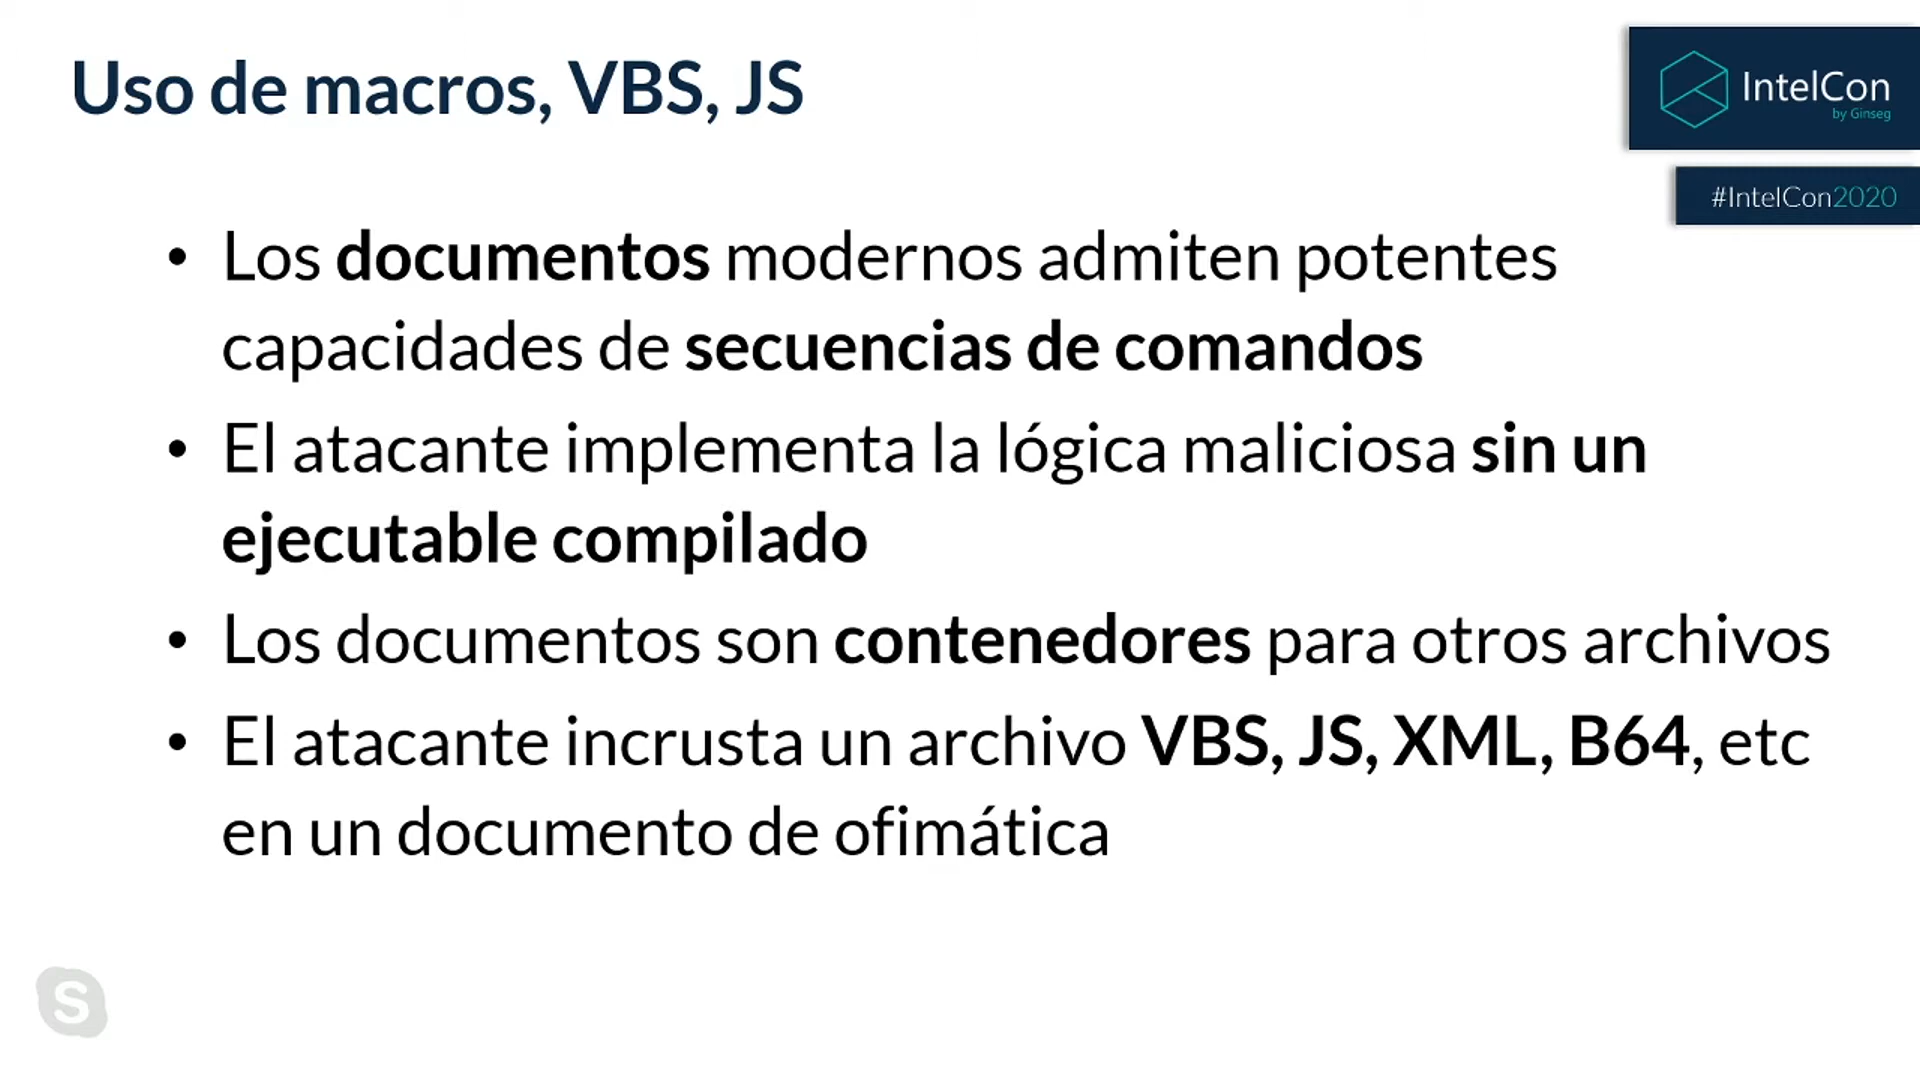 Uso de macros, VBS, JS
IntelCon
by Ginseg
#IntelCon2020
• Los documentos modernos admiten potentes
capacidades de secuencias de comandos
• El atacante implementa la lógica maliciosa sin un
ejecutable compilado
• Los documentos son contenedores para otros archivos
• El atacante incrusta un archivo VBS, JS, XML, B64, etc
en un documento de ofimática
S